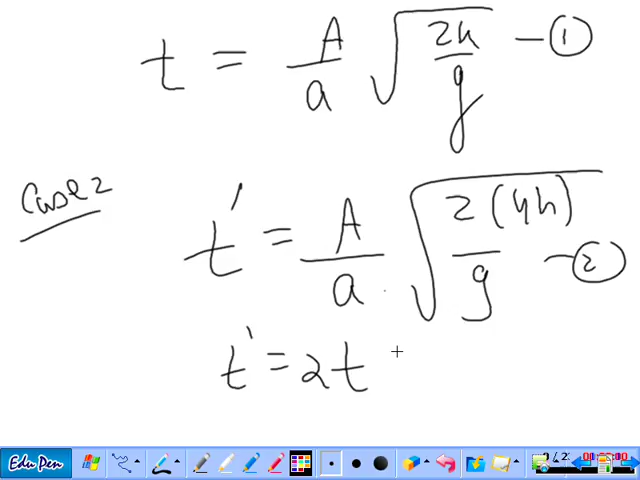 t = A/a √(2h/g) — ①
Case 2
t' = A/a . √(2(4h)/g) — ②
t' = 2t
Edu Pen